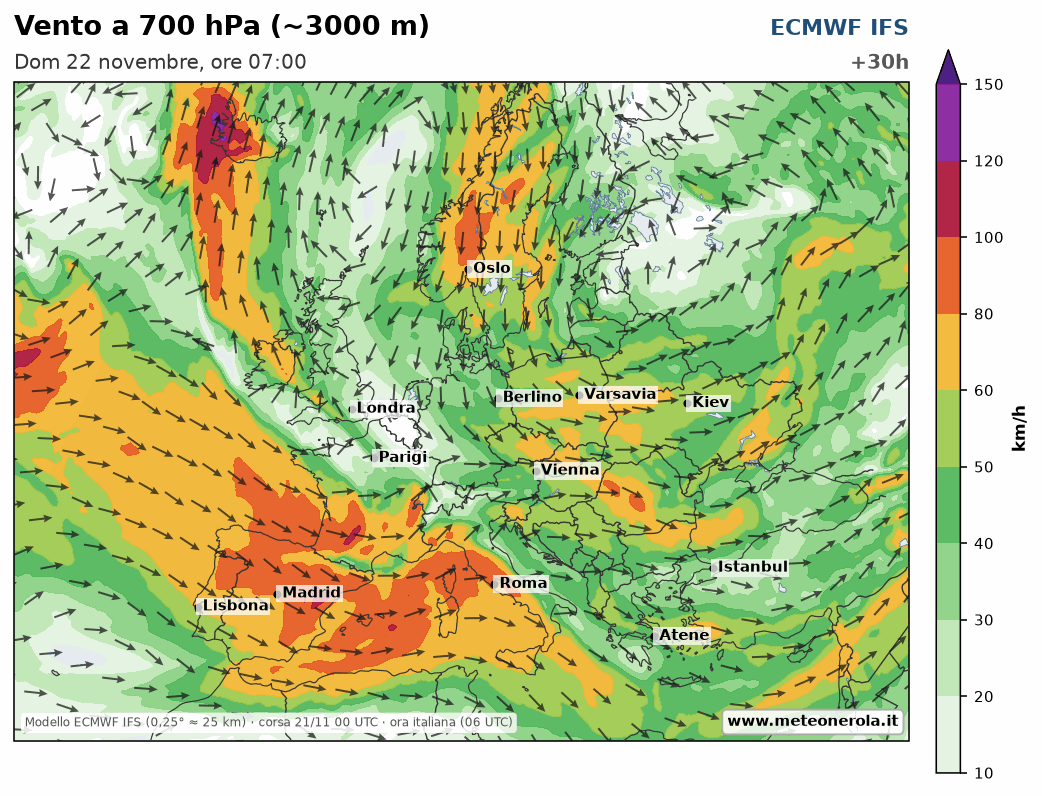 Vento a 700 hPa (~3000 m)
ECMWF IFS
Dom 22 novembre, ore 07:00
+30h
150
120
100
80
60
50
40
30
20
10
km/h
Oslo
Berlino
Varsavia
Kiev
Londra
Parigi
Vienna
Istanbul
Roma
Madrid
Lisbona
Atene
Modello ECMWF IFS (0,25° ≈ 25 km) · corsa 21/11 00 UTC · ora italiana (06 UTC)
www.meteonerola.it